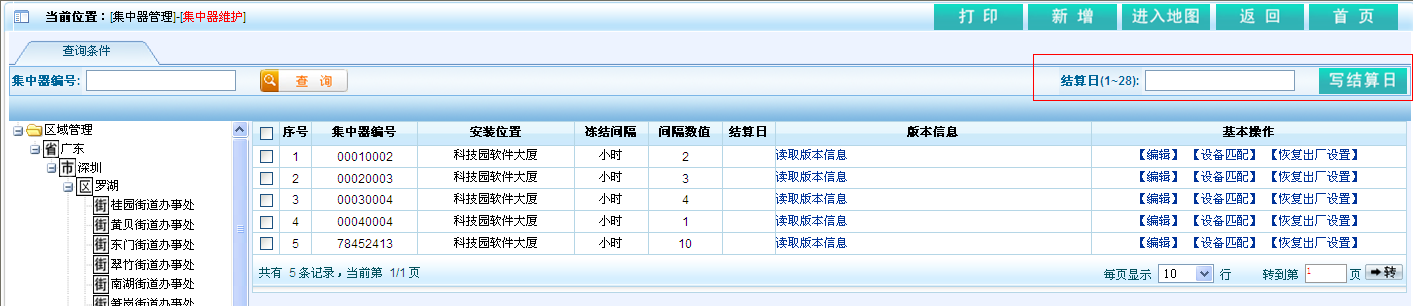 当前位置：[集中器管理]-[集中器维护]
打 印 新 增 进入地图 返 回 首 页
查询条件
集中器编号: 查 询 结算日(1~28): 写结算日
区域管理
省 广东
市 深圳
区 罗湖
街 桂园街道办事处
街 黄贝街道办事处
街 东门街道办事处
街 翠竹街道办事处
街 南湖街道办事处
街 笋岗街道办事处
序号 集中器编号 安装位置 冻结间隔 间隔数值 结算日 版本信息 基本操作
1 00010002 科技园软件大厦 小时 2 读取版本信息 【编辑】 【设备匹配】 【恢复出厂设置】
2 00020003 科技园软件大厦 小时 3 读取版本信息 【编辑】 【设备匹配】 【恢复出厂设置】
3 00030004 科技园软件大厦 小时 4 读取版本信息 【编辑】 【设备匹配】 【恢复出厂设置】
4 00040004 科技园软件大厦 小时 1 读取版本信息 【编辑】 【设备匹配】 【恢复出厂设置】
5 78452413 科技园软件大厦 小时 10 读取版本信息 【编辑】 【设备匹配】 【恢复出厂设置】
共有 5条记录，当前第 1/1 页 每页显示 10 行 转到第 1 页 转